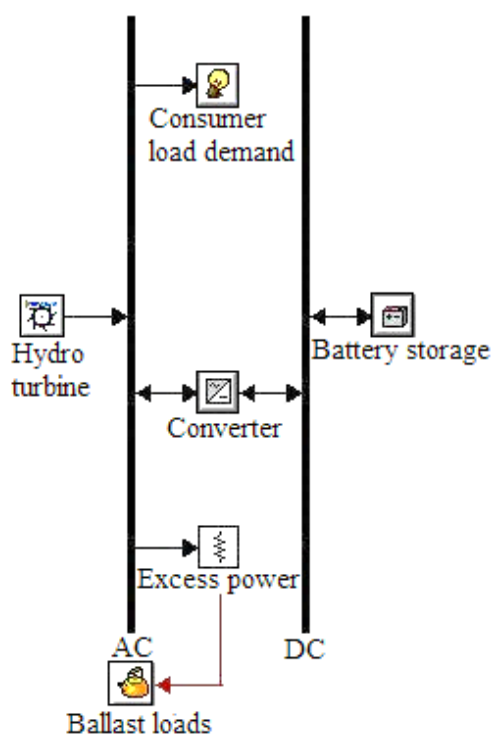 Consumer
load demand
Hydro
turbine
Battery storage
Converter
Excess power
AC
DC
Ballast loads